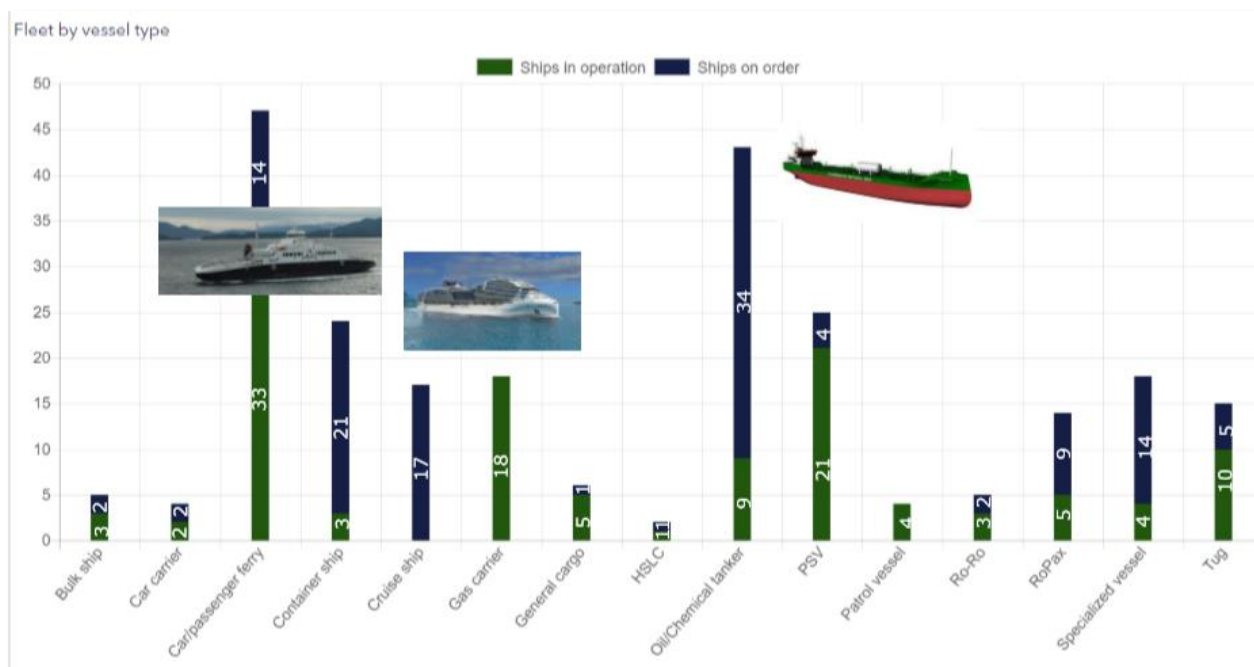 Fleet by vessel type
Ships in operation Ships on order
50
45
40
35
30
25
20
15
10
5
0
3 2
2 2
33 14
3 21
17
18
5 1
1 1
9 34
21 4
4
3 2
5 9
4 14
10 5
Bulk ship
Car carrier
Car/passenger ferry
Container ship
Cruise ship
Gas carrier
General cargo
HSLC
Oil/Chemical tanker
PSV
Patrol vessel
Ro-Ro
RoPax
Specialized vessel
Tug